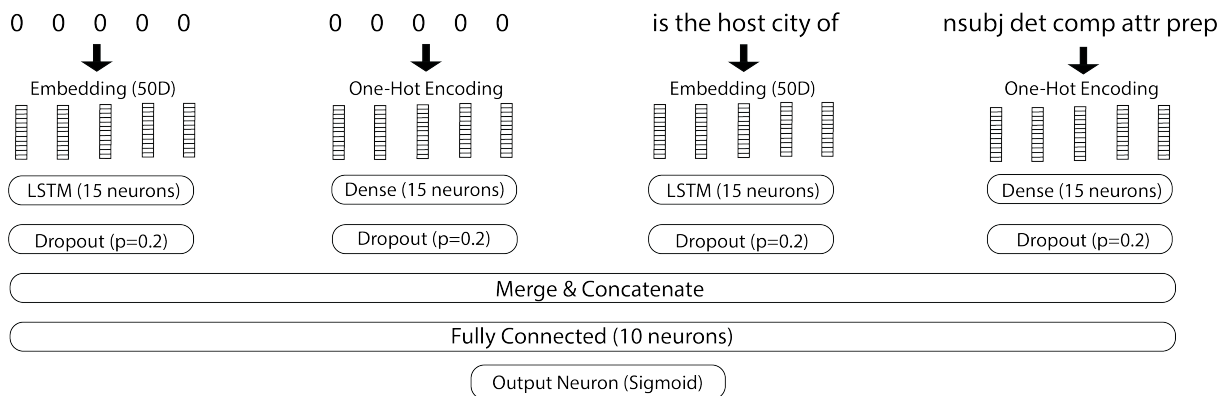 0 0 0 0 0 0 0 0 0 0 is the host city of nsubj det comp attr prep
Embedding (50D) One-Hot Encoding Embedding (50D) One-Hot Encoding
LSTM (15 neurons) Dense (15 neurons) LSTM (15 neurons) Dense (15 neurons)
Dropout (p=0.2) Dropout (p=0.2) Dropout (p=0.2) Dropout (p=0.2)
Merge & Concatenate
Fully Connected (10 neurons)
Output Neuron (Sigmoid)